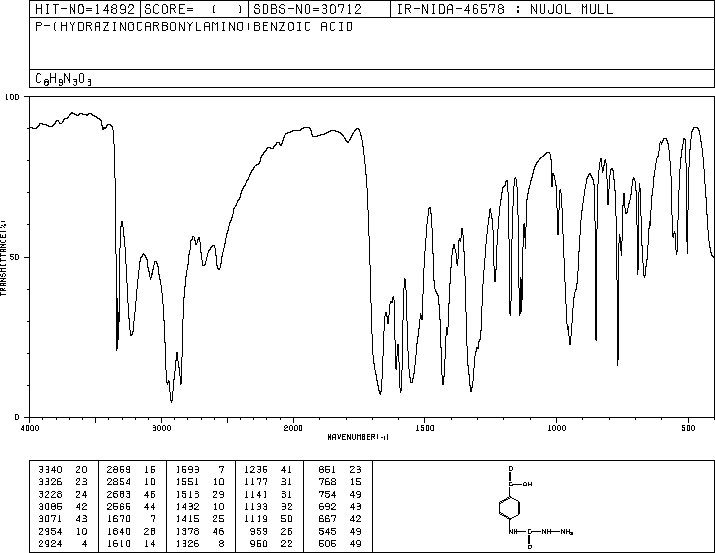 HIT-NO=14892 SCORE= ( ) SDBS-NO=30712 IR-NIDA-46578 : NUJOL MULL
P-(HYDRAZINOCARBONYLAMINO)BENZOIC ACID
C8H9N3O3
100
TRANSMITTANCE(%)
50
0
4000 3000 2000 1500 1000 500
WAVENUMBER(-1)
3340 20 2869 16 1593 7 1236 41 851 23
3326 23 2854 10 1551 10 1177 31 768 15
3228 24 2683 46 1513 29 1141 31 754 49
3085 42 2566 44 1432 10 1133 32 692 43
3071 43 1670 7 1415 25 1119 50 667 42
2954 10 1640 28 1378 46 959 26 545 49
2924 4 1610 14 1326 8 950 22 505 49
O
C—OH
NH—C—NH—NH2
O